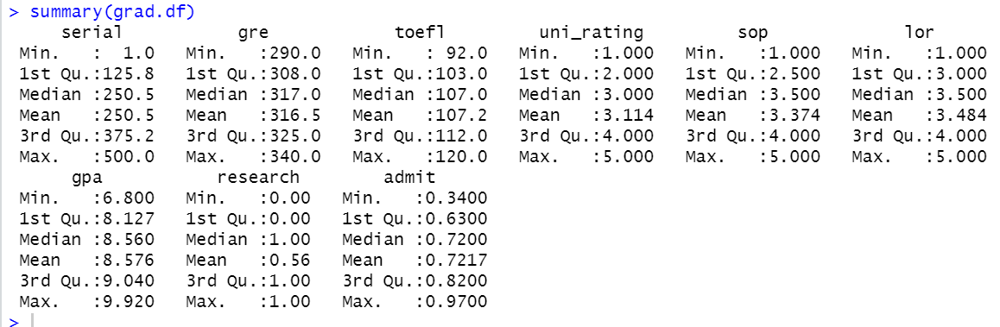 > summary(grad.df)
     serial           gre            toefl         uni_rating         sop             lor
 Min.   :  1.0   Min.   :290.0   Min.   : 92.0   Min.   :1.000   Min.   :1.000   Min.   :1.000
 1st Qu.:125.8   1st Qu.:308.0   1st Qu.:103.0   1st Qu.:2.000   1st Qu.:2.500   1st Qu.:3.000
 Median :250.5   Median :317.0   Median :107.0   Median :3.000   Median :3.500   Median :3.500
 Mean   :250.5   Mean   :316.5   Mean   :107.2   Mean   :3.114   Mean   :3.374   Mean   :3.484
 3rd Qu.:375.2   3rd Qu.:325.0   3rd Qu.:112.0   3rd Qu.:4.000   3rd Qu.:4.000   3rd Qu.:4.000
 Max.   :500.0   Max.   :340.0   Max.   :120.0   Max.   :5.000   Max.   :5.000   Max.   :5.000
      gpa           research        admit
 Min.   :6.800   Min.   :0.00   Min.   :0.3400
 1st Qu.:8.127   1st Qu.:0.00   1st Qu.:0.6300
 Median :8.560   Median :1.00   Median :0.7200
 Mean   :8.576   Mean   :0.56   Mean   :0.7217
 3rd Qu.:9.040   3rd Qu.:1.00   3rd Qu.:0.8200
 Max.   :9.920   Max.   :1.00   Max.   :0.9700
>